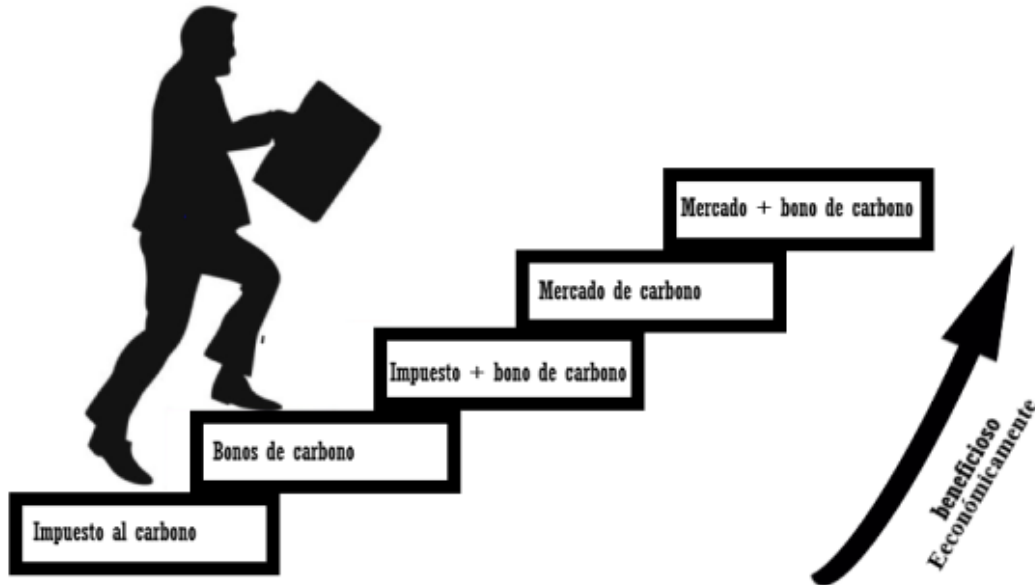 Mercado + bono de carbono
Mercado de carbono
Impuesto + bono de carbono
Bonos de carbono
Impuesto al carbono
beneficioso
Eeconómicamente